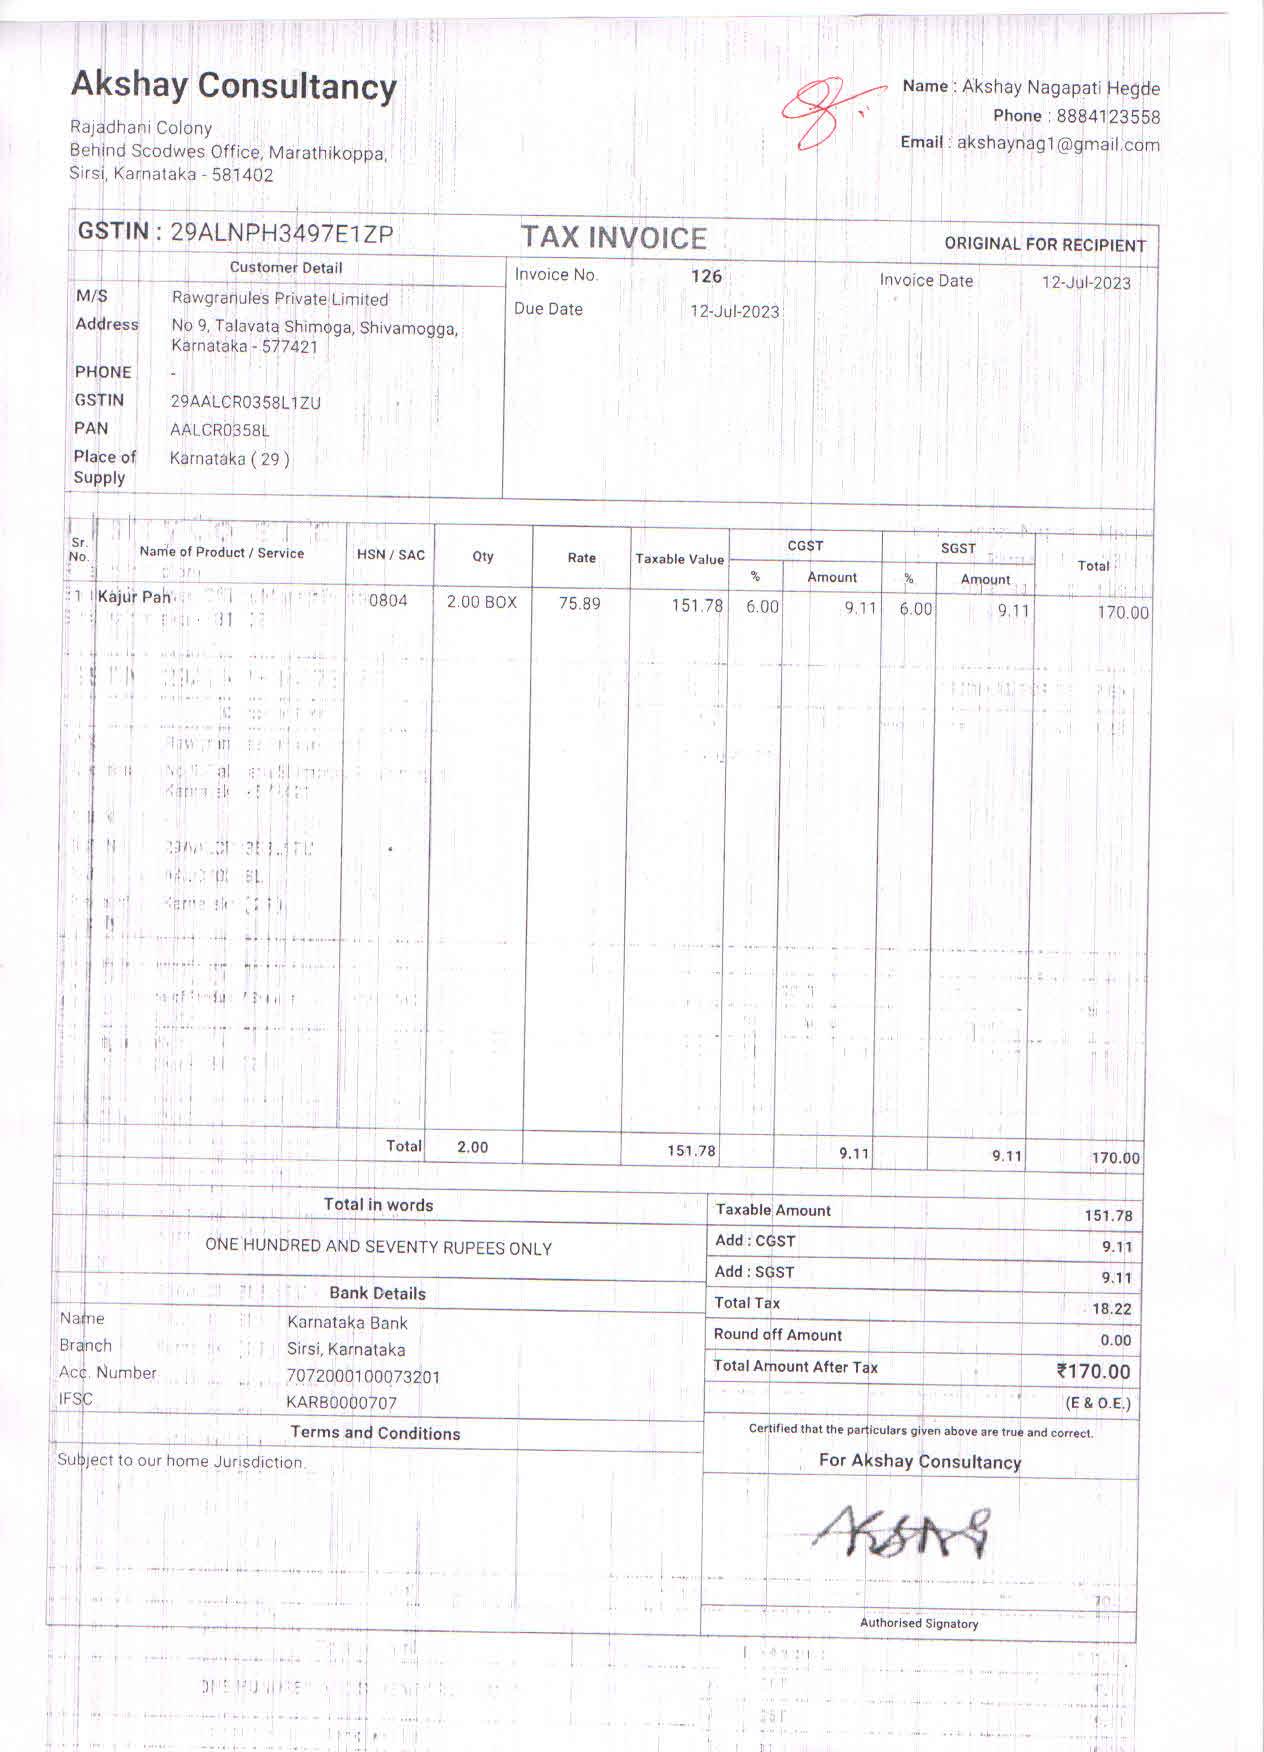 Akshay Consultancy
Rajadhani Colony
Behind Scodwes Office, Marathikoppa,
Sirsi, Karnataka - 581402
Name : Akshay Nagapati Hegde
Phone : 8884123558
Email : akshaynag1@gmail.com
GSTIN : 29ALNPH3497E1ZP TAX INVOICE ORIGINAL FOR RECIPIENT
Customer Detail
M/S Rawgranules Private Limited
Address No 9, Talavata Shimoga, Shivamogga,
Karnataka - 577421
PHONE -
GSTIN 29AALCR0358L1ZU
PAN AALCR0358L
Place of Karnataka ( 29 )
Supply
Invoice No. 126 Invoice Date 12-Jul-2023
Due Date 12-Jul-2023
Sr. No. Name of Product / Service HSN / SAC Qty Rate Taxable Value CGST SGST Total
% Amount % Amount
1 Kajur Pan 0804 2.00 BOX 75.89 151.78 6.00 9.11 6.00 9.11 170.00
Total 2.00 151.78 9.11 9.11 170.00
Total in words
ONE HUNDRED AND SEVENTY RUPEES ONLY
Bank Details
Name Karnataka Bank
Branch Sirsi, Karnataka
Acc. Number 7072000100073201
IFSC KARB0000707
Terms and Conditions
Subject to our home Jurisdiction.
Taxable Amount 151.78
Add : CGST 9.11
Add : SGST 9.11
Total Tax 18.22
Round off Amount 0.00
Total Amount After Tax ₹170.00
(E & O.E.)
Certified that the particulars given above are true and correct.
For Akshay Consultancy
Authorised Signatory